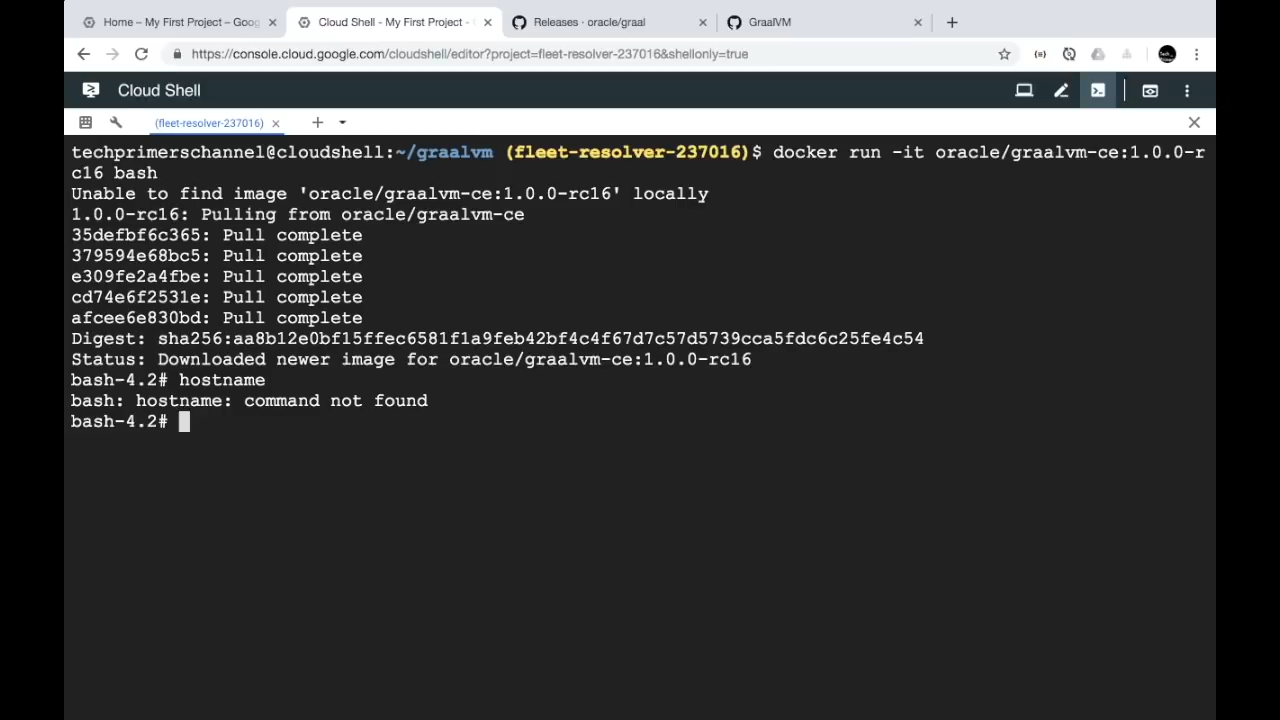 Home – My First Project – Goog
Cloud Shell - My First Project -
Releases · oracle/graal
GraalVM
https://console.cloud.google.com/cloudshell/editor?project=fleet-resolver-237016&shellonly=true
Cloud Shell
(fleet-resolver-237016)
techprimerschannel@cloudshell:~/graalvm (fleet-resolver-237016)$ docker run -it oracle/graalvm-ce:1.0.0-r
c16 bash
Unable to find image 'oracle/graalvm-ce:1.0.0-rc16' locally
1.0.0-rc16: Pulling from oracle/graalvm-ce
35defbf6c365: Pull complete
379594e68bc5: Pull complete
e309fe2a4fbe: Pull complete
cd74e6f2531e: Pull complete
afcee6e830bd: Pull complete
Digest: sha256:aa8b12e0bf15ffec6581f1a9feb42bf4c4f67d7c57d5739cca5fdc6c25fe4c54
Status: Downloaded newer image for oracle/graalvm-ce:1.0.0-rc16
bash-4.2# hostname
bash: hostname: command not found
bash-4.2#